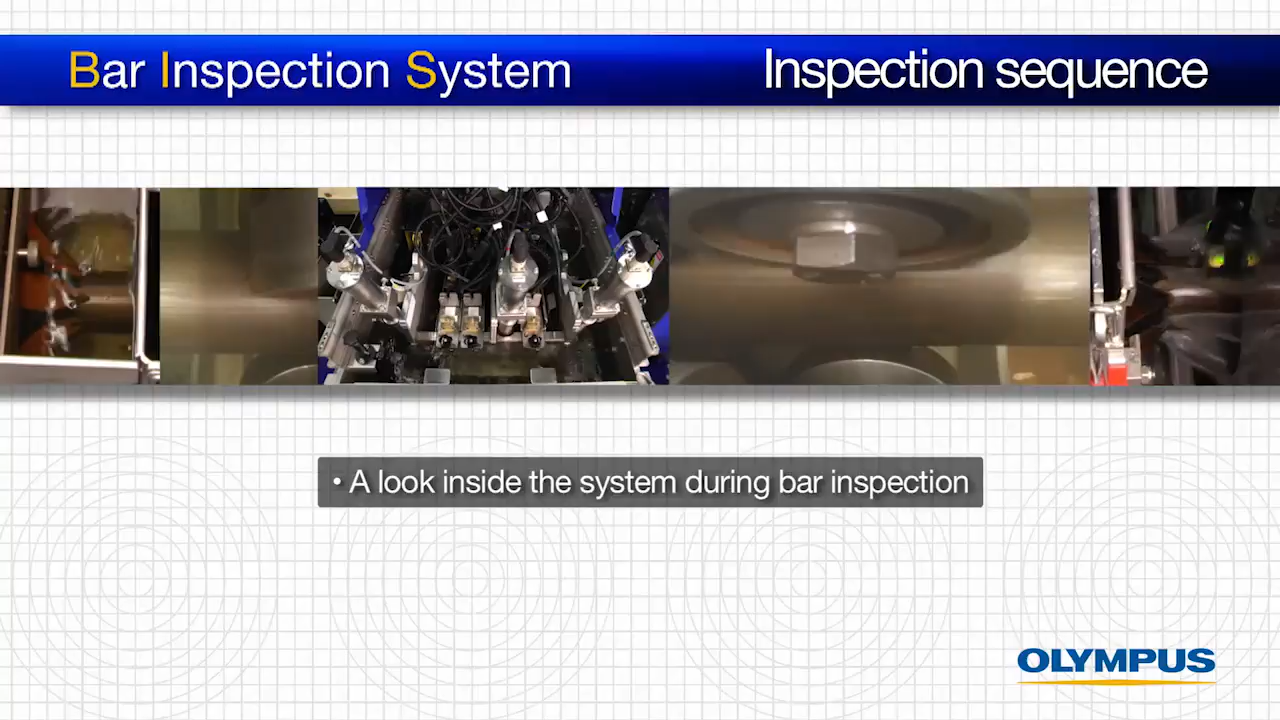 Bar Inspection System
Inspection sequence
• A look inside the system during bar inspection
OLYMPUS